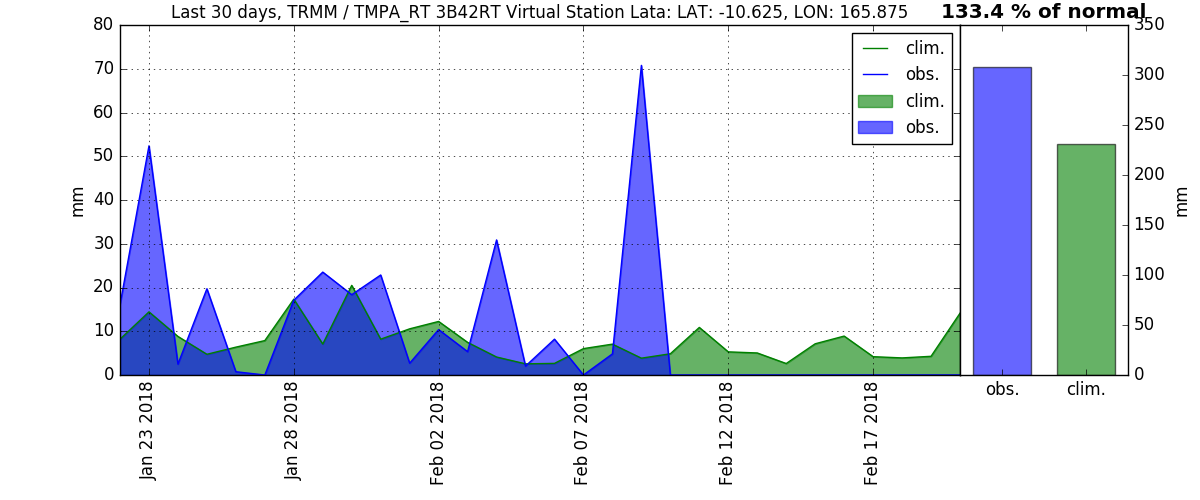 Last 30 days, TRMM / TMPA_RT 3B42RT Virtual Station Lata: LAT: -10.625, LON: 165.875
133.4 % of normal
80
70
60
50
40
30
20
10
0
mm
clim.
obs.
clim.
obs.
Jan 23 2018
Jan 28 2018
Feb 02 2018
Feb 07 2018
Feb 12 2018
Feb 17 2018
350
300
250
200
150
100
50
0
mm
obs.
clim.